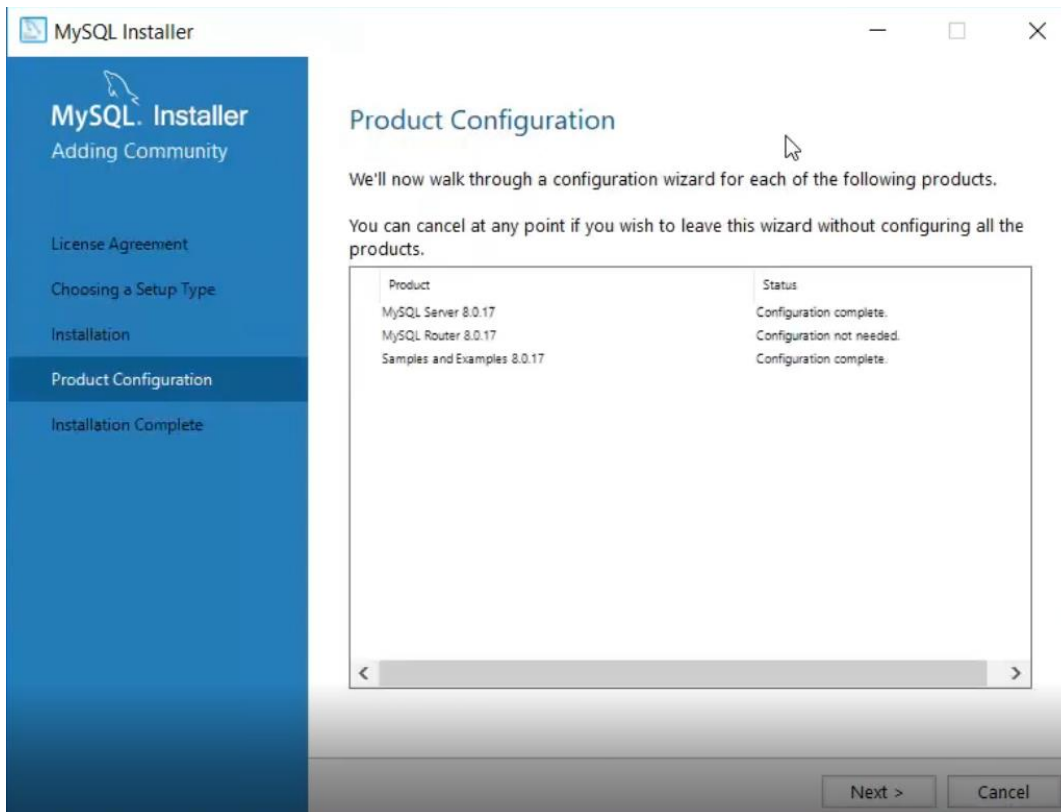 MySQL Installer
MySQL. Installer
Adding Community
License Agreement
Choosing a Setup Type
Installation
Product Configuration
Installation Complete
Product Configuration
We'll now walk through a configuration wizard for each of the following products.
You can cancel at any point if you wish to leave this wizard without configuring all the
products.
Product Status
MySQL Server 8.0.17 Configuration complete.
MySQL Router 8.0.17 Configuration not needed.
Samples and Examples 8.0.17 Configuration complete.
Next > Cancel